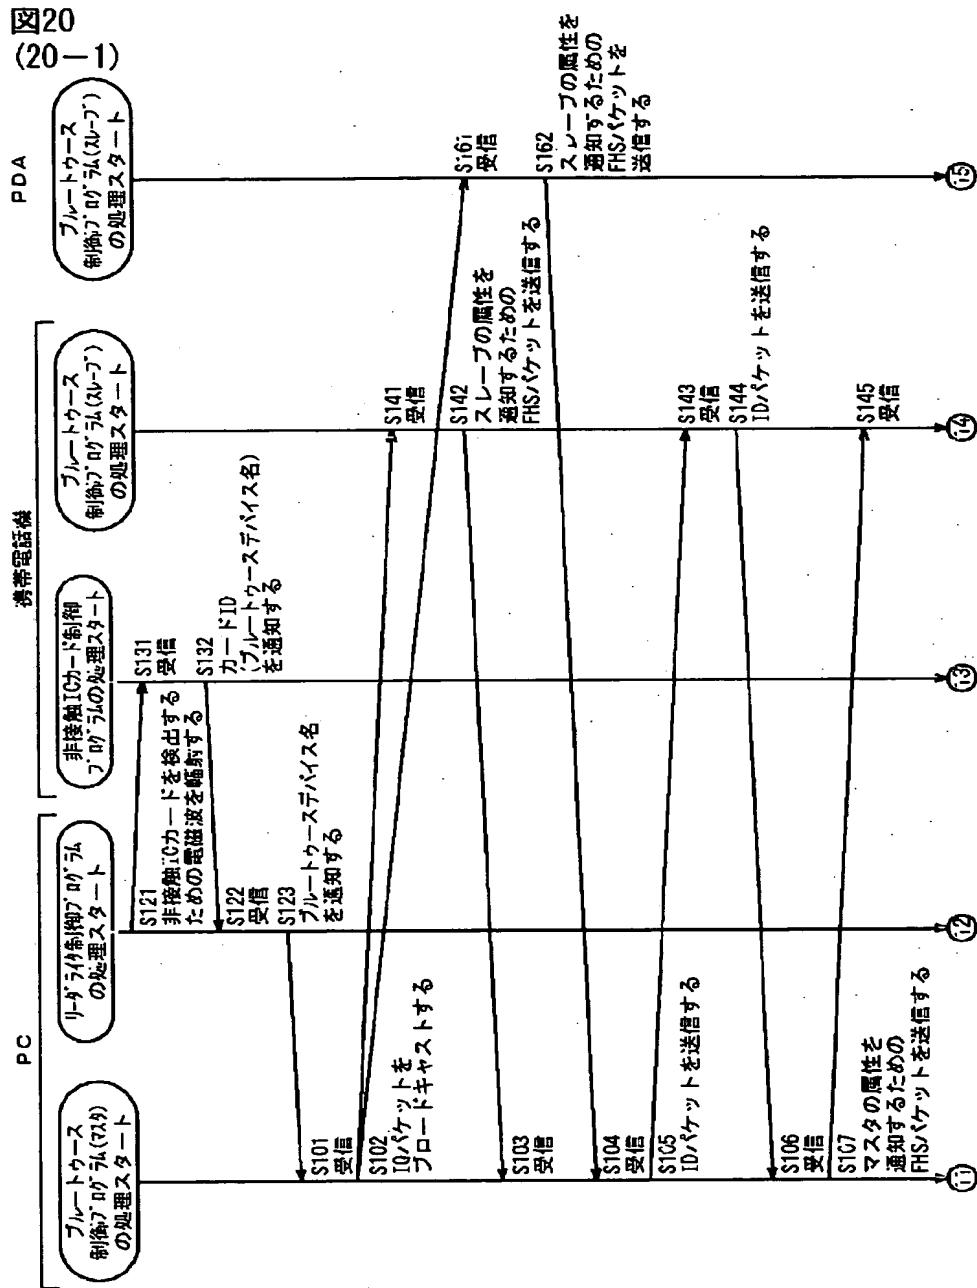 図20
(20-1)
PC
携帯電話機
PDA
ブルートゥース
制御プログラム(マスタ)
の処理スタート
リーダライタ制御プログラム
の処理スタート
非接触ICカード制御
プログラムの処理スタート
ブルートゥース
制御プログラム(スレーブ)
の処理スタート
ブルートゥース
制御プログラム(スレーブ)
の処理スタート
S121
非接触ICカードを検出する
ための電磁波を輻射する
S131
受信
S132
カードID
(ブルートゥースデバイス名)
を通知する
S122
受信
S123
ブルートゥースデバイス名
を通知する
S101
受信
S102
IQパケットを
ブロードキャストする
S141
受信
S161
受信
S142
スレーブの属性を
通知するための
FHSパケットを送信する
S103
受信
S162
スレーブの属性を
通知するための
FHSパケットを
送信する
S104
受信
S105
IDパケットを送信する
S143
受信
S144
IDパケットを送信する
S106
受信
S107
マスタの属性を
通知するための
FHSパケットを送信する
S145
受信
i1
i2
i3
i4
i5